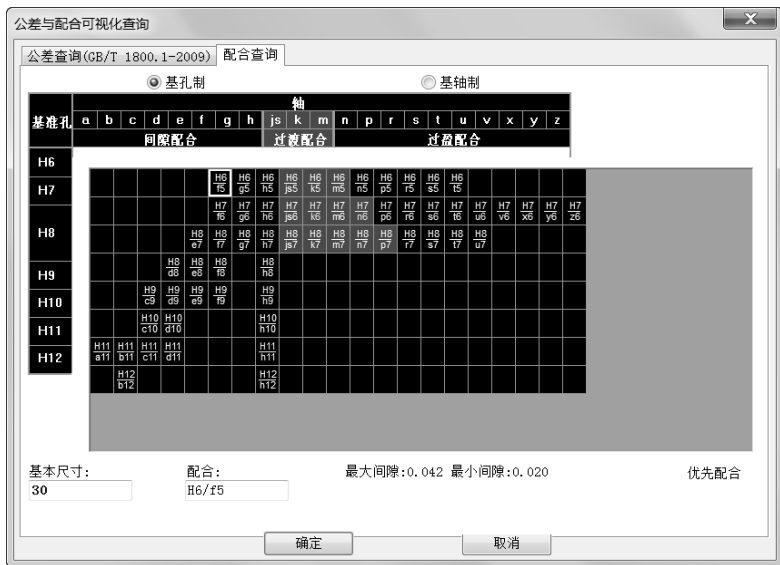 公差与配合可视化查询
公差查询(GB/T 1800.1-2009) 配合查询
基孔制 基轴制
基准孔 轴
a b c d e f g h js k m n p r s t u v x y z
间隙配合 过渡配合 过盈配合
H6
H7
H8
H9
H10
H11
H12
H6/f5 H6/g5 H6/h5 H6/js5 H6/k5 H6/m5 H6/n5 H6/p5 H6/r5 H6/s5 H6/t5
H7/f6 H7/g6 H7/h6 H7/js6 H7/k6 H7/m6 H7/n6 H7/p6 H7/r6 H7/s6 H7/t6 H7/u6 H7/v6 H7/x6 H7/y6 H7/z6
H8/e7 H8/f7 H8/g7 H8/h7 H8/js7 H8/k7 H8/m7 H8/n7 H8/p7 H8/r7 H8/s7 H8/t7 H8/u7
H8/d8 H8/e8 H8/f8 H8/h8
H9/c9 H9/d9 H9/e9 H9/f9 H9/h9
H10/c10 H10/d10 H10/h10
H11/a11 H11/b11 H11/c11 H11/d11 H11/h11
H12/b12 H12/h12
基本尺寸: 配合: 最大间隙:0.042 最小间隙:0.020 优先配合
30 H6/f5
确定 取消